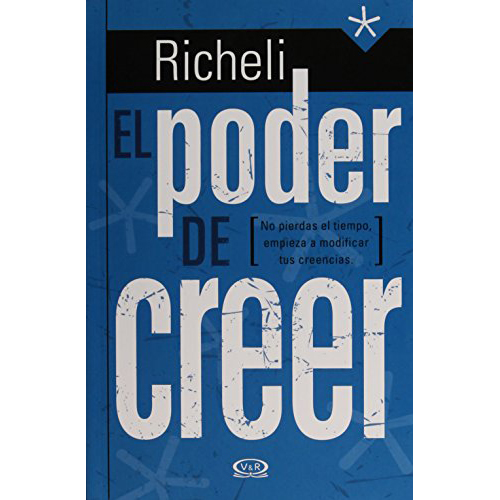 Richeli
EL poder
DE
[No pierdas el tiempo,
empieza a modificar
tus creencias.]
creer
V&R